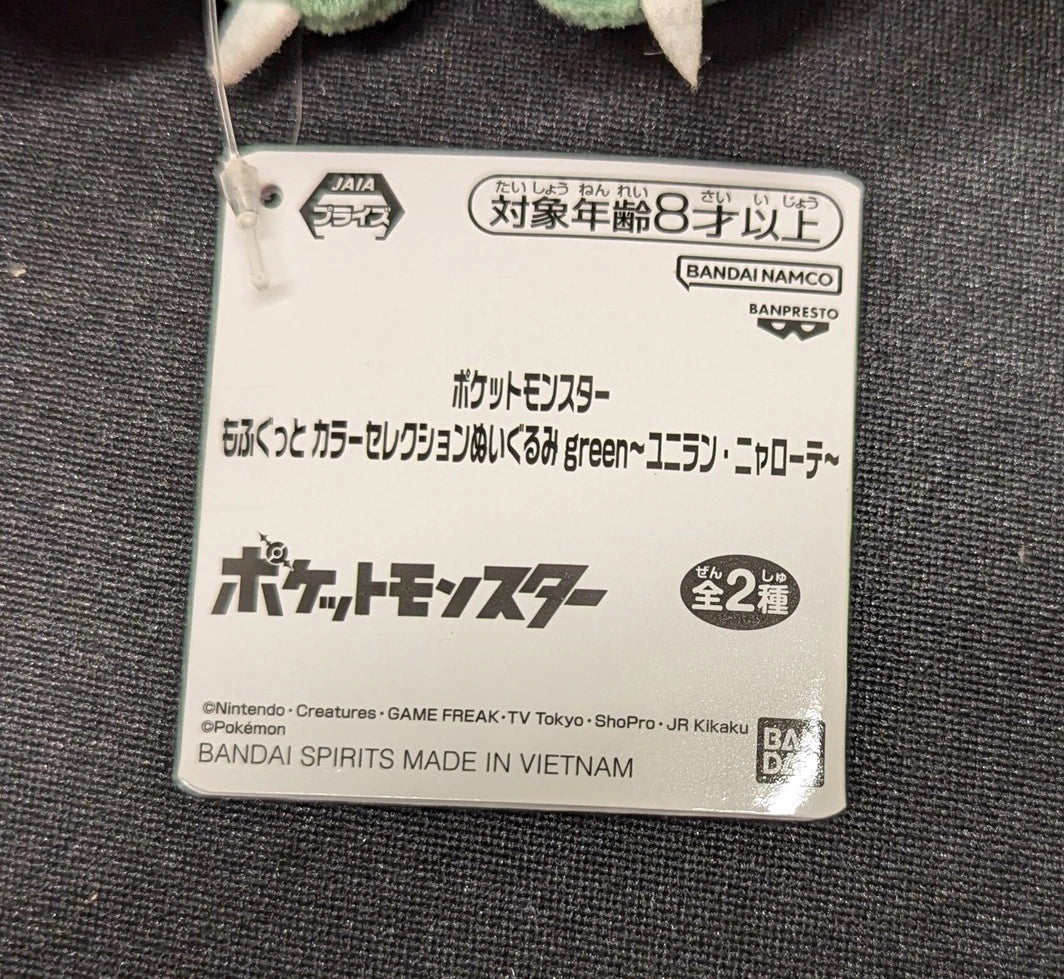 JAIA
プライズ
たいしょうねんれい さいいじょう
対象年齢8才以上
BANDAI NAMCO
BANPRESTO
ポケットモンスター
もふぐっと カラーセレクションぬいぐるみ green～ユニラン・ニャローテ～
ポケットモンスター
ぜん しゅ
全2種
©Nintendo・Creatures・GAME FREAK・TV Tokyo・ShoPro・JR Kikaku
©Pokémon
BANDAI SPIRITS MADE IN VIETNAM
BAN
DAI